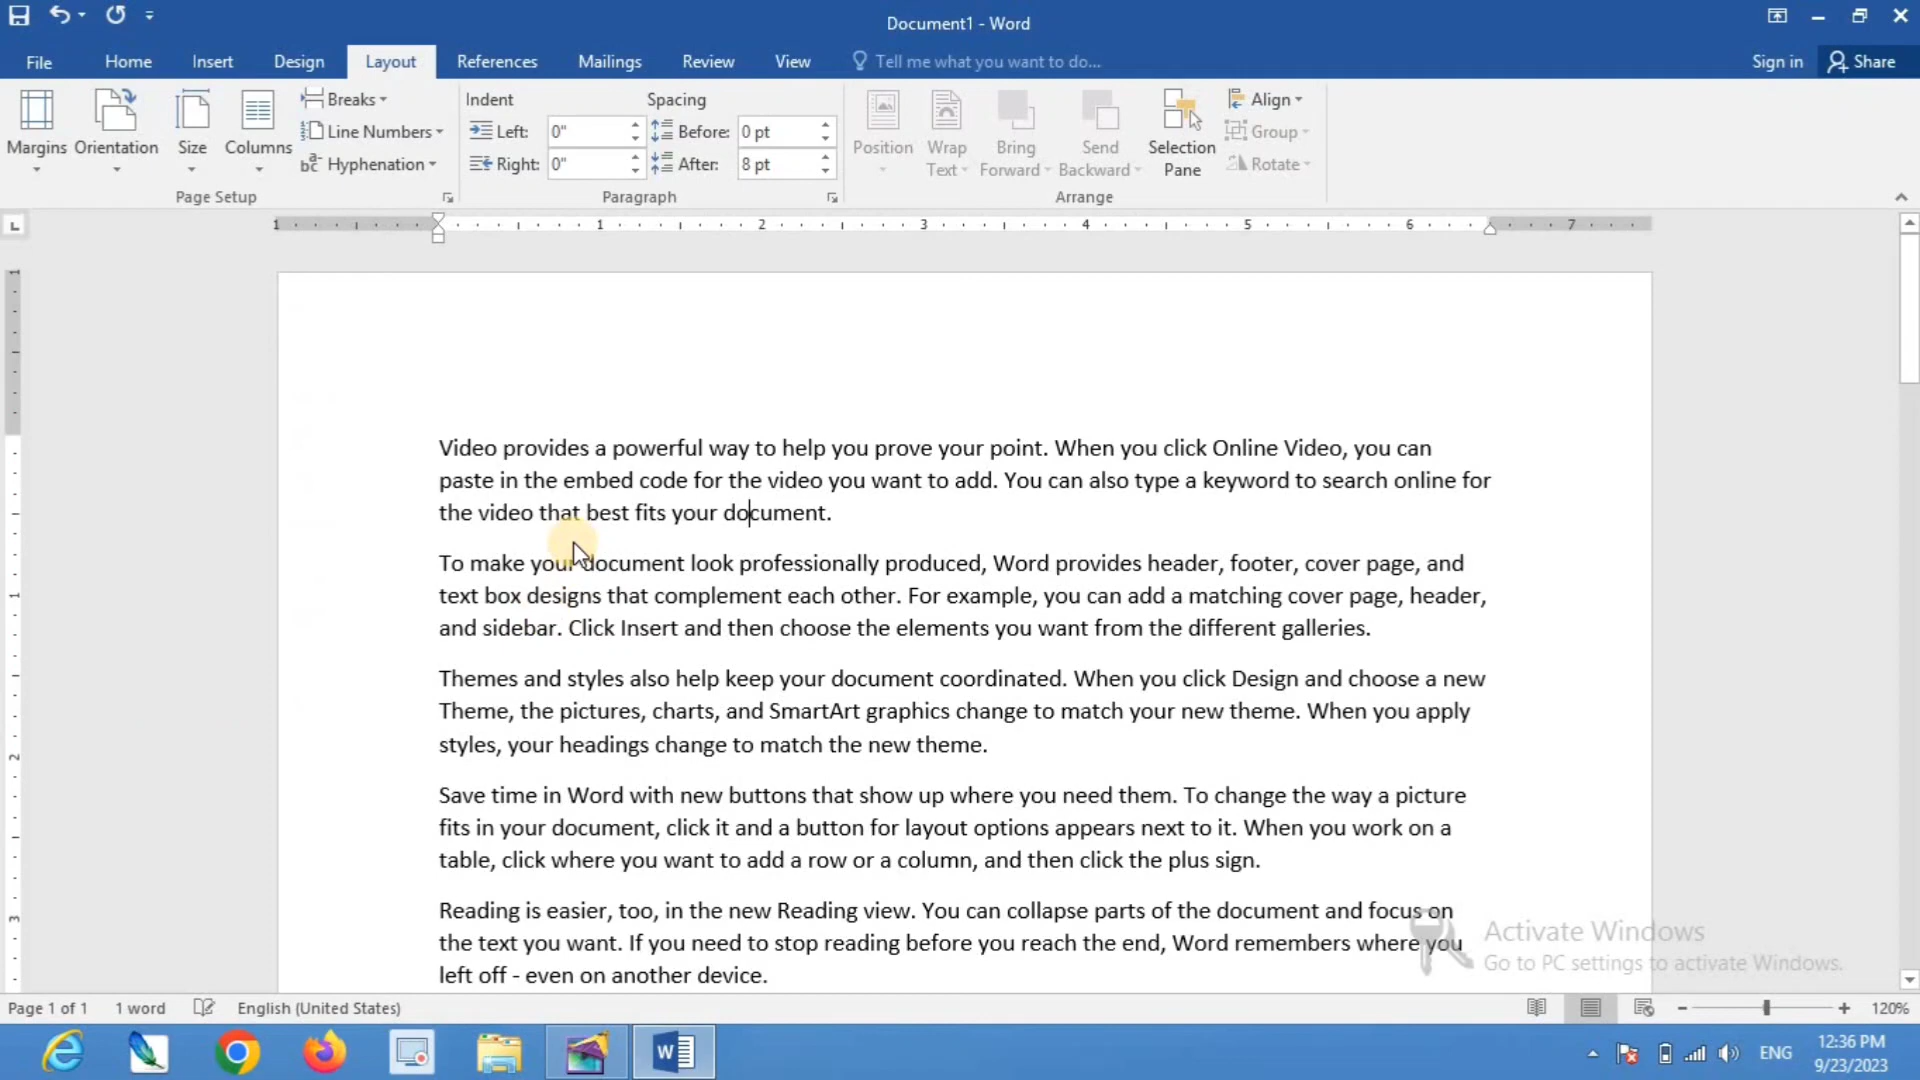 Document1 - Word
File Home Insert Design Layout References Mailings Review View Tell me what you want to do... Sign in Share
Margins Orientation Size Columns Breaks Line Numbers Hyphenation
Page Setup
Indent Spacing
Left: 0" Before: 0 pt
Right: 0" After: 8 pt
Paragraph
Position Wrap Text Bring Forward Send Backward Selection Pane Align Group Rotate
Arrange
1 1 2 3 4 5 6 7
Video provides a powerful way to help you prove your point. When you click Online Video, you can
paste in the embed code for the video you want to add. You can also type a keyword to search online for
the video that best fits your document.
To make your document look professionally produced, Word provides header, footer, cover page, and
text box designs that complement each other. For example, you can add a matching cover page, header,
and sidebar. Click Insert and then choose the elements you want from the different galleries.
Themes and styles also help keep your document coordinated. When you click Design and choose a new
Theme, the pictures, charts, and SmartArt graphics change to match your new theme. When you apply
styles, your headings change to match the new theme.
Save time in Word with new buttons that show up where you need them. To change the way a picture
fits in your document, click it and a button for layout options appears next to it. When you work on a
table, click where you want to add a row or a column, and then click the plus sign.
Reading is easier, too, in the new Reading view. You can collapse parts of the document and focus on
the text you want. If you need to stop reading before you reach the end, Word remembers where you
left off - even on another device.
1
1
2
3
Activate Windows
Go to PC settings to activate Windows.
Page 1 of 1 1 word English (United States) 120%
ENG 12:36 PM
9/23/2023